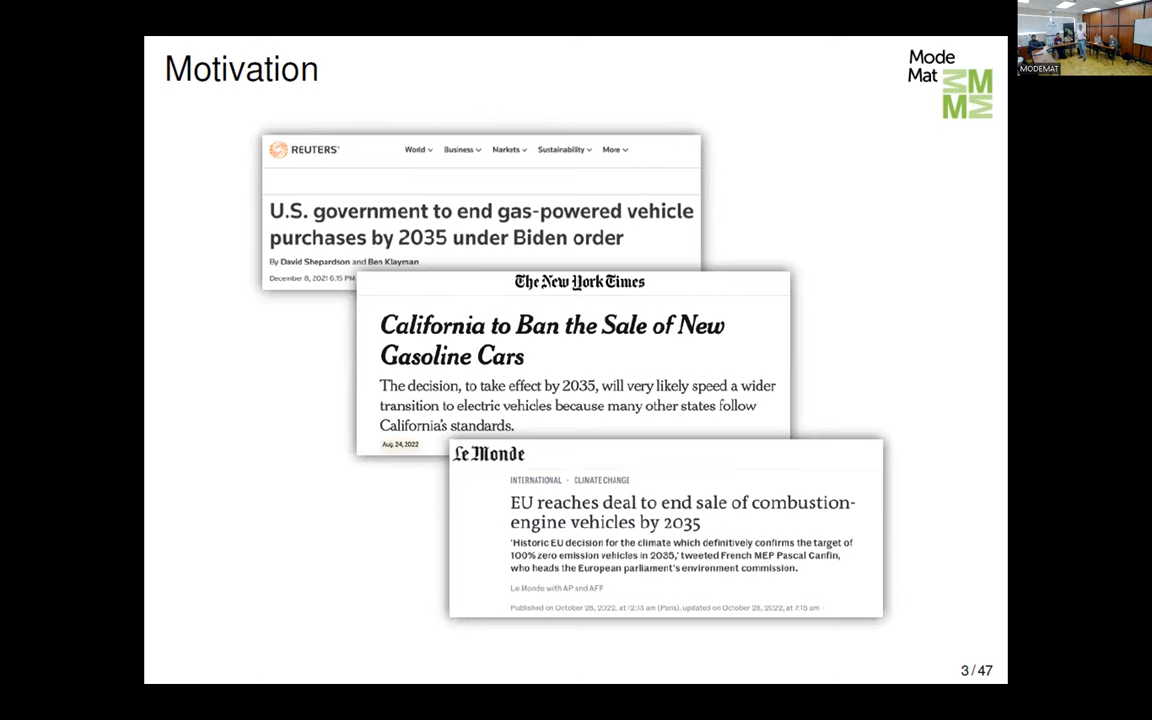 Motivation
Mode
Mat
M
M
MODEMAT
REUTERS
World Business Markets Sustainability More
U.S. government to end gas-powered vehicle
purchases by 2035 under Biden order
By David Shepardson and Ben Klayman
December 8, 2021 6:15 PM
The New York Times
California to Ban the Sale of New
Gasoline Cars
The decision, to take effect by 2035, will very likely speed a wider
transition to electric vehicles because many other states follow
California's standards.
Aug. 24, 2022
Le Monde
INTERNATIONAL · CLIMATE CHANGE
EU reaches deal to end sale of combustion-
engine vehicles by 2035
'Historic EU decision for the climate which definitively confirms the target of
100% zero emission vehicles in 2035,' tweeted French MEP Pascal Canfin,
who heads the European parliament's environment commission.
Le Monde with AP and AFP
Published on October 28, 2022, at 12:13 am (Paris), updated on October 28, 2022, at 7:15 am
3 / 47